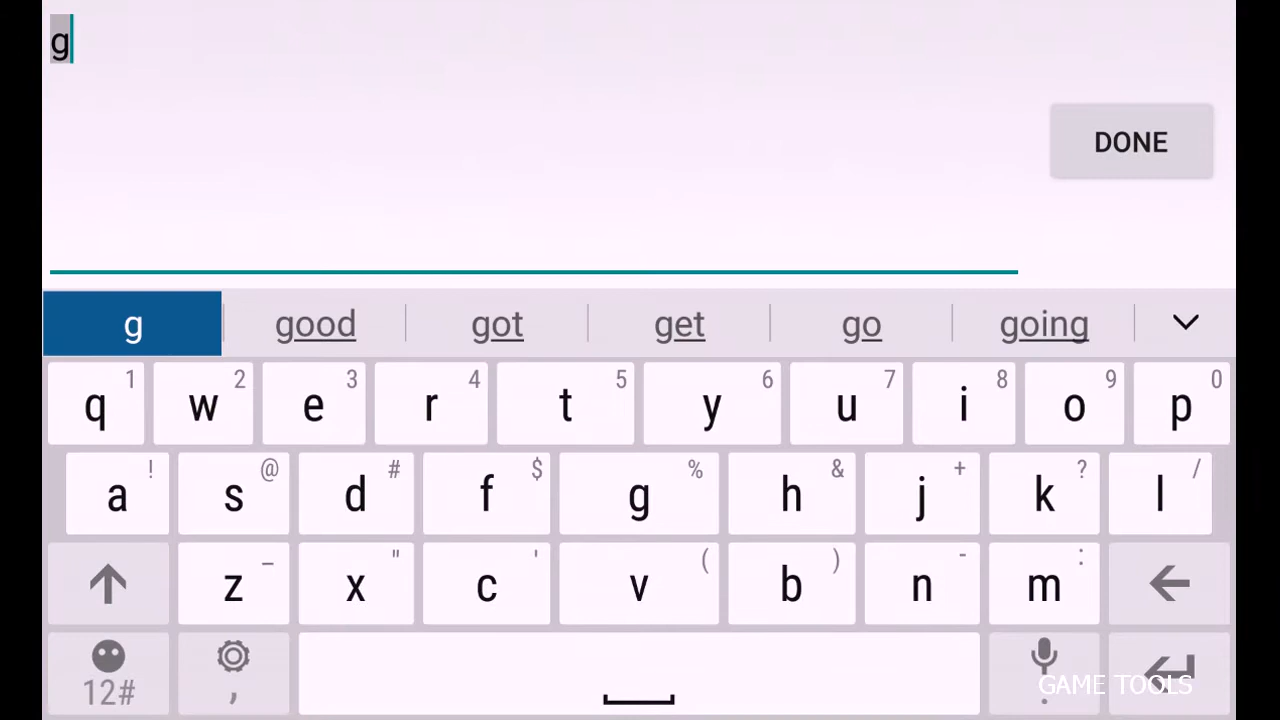 g
DONE
g good got get go going
1 2 3 4 5 6 7 8 9 0
q w e r t y u i o p
! @ # $ % & + ? /
a s d f g h j k l
_ " ' ( ) - :
z x c v b n m
12# , .
GAME TOOLS